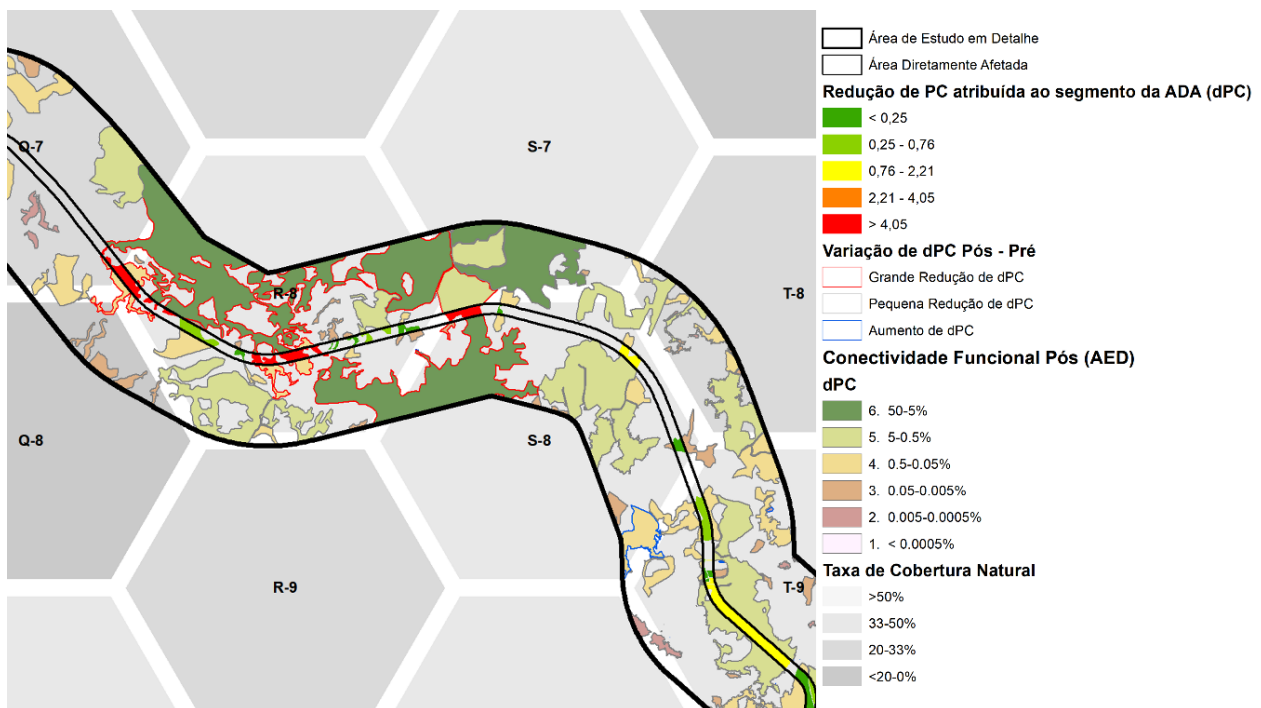 Q-7
S-7
R-8
T-8
Q-8
S-8
R-9
T-9
Área de Estudo em Detalhe
Área Diretamente Afetada
Redução de PC atribuída ao segmento da ADA (dPC)
< 0,25
0,25 - 0,76
0,76 - 2,21
2,21 - 4,05
> 4,05
Variação de dPC Pós - Pré
Grande Redução de dPC
Pequena Redução de dPC
Aumento de dPC
Conectividade Funcional Pós (AED)
dPC
6. 50-5%
5. 5-0.5%
4. 0.5-0.05%
3. 0.05-0.005%
2. 0.005-0.0005%
1. < 0.0005%
Taxa de Cobertura Natural
>50%
33-50%
20-33%
<20-0%